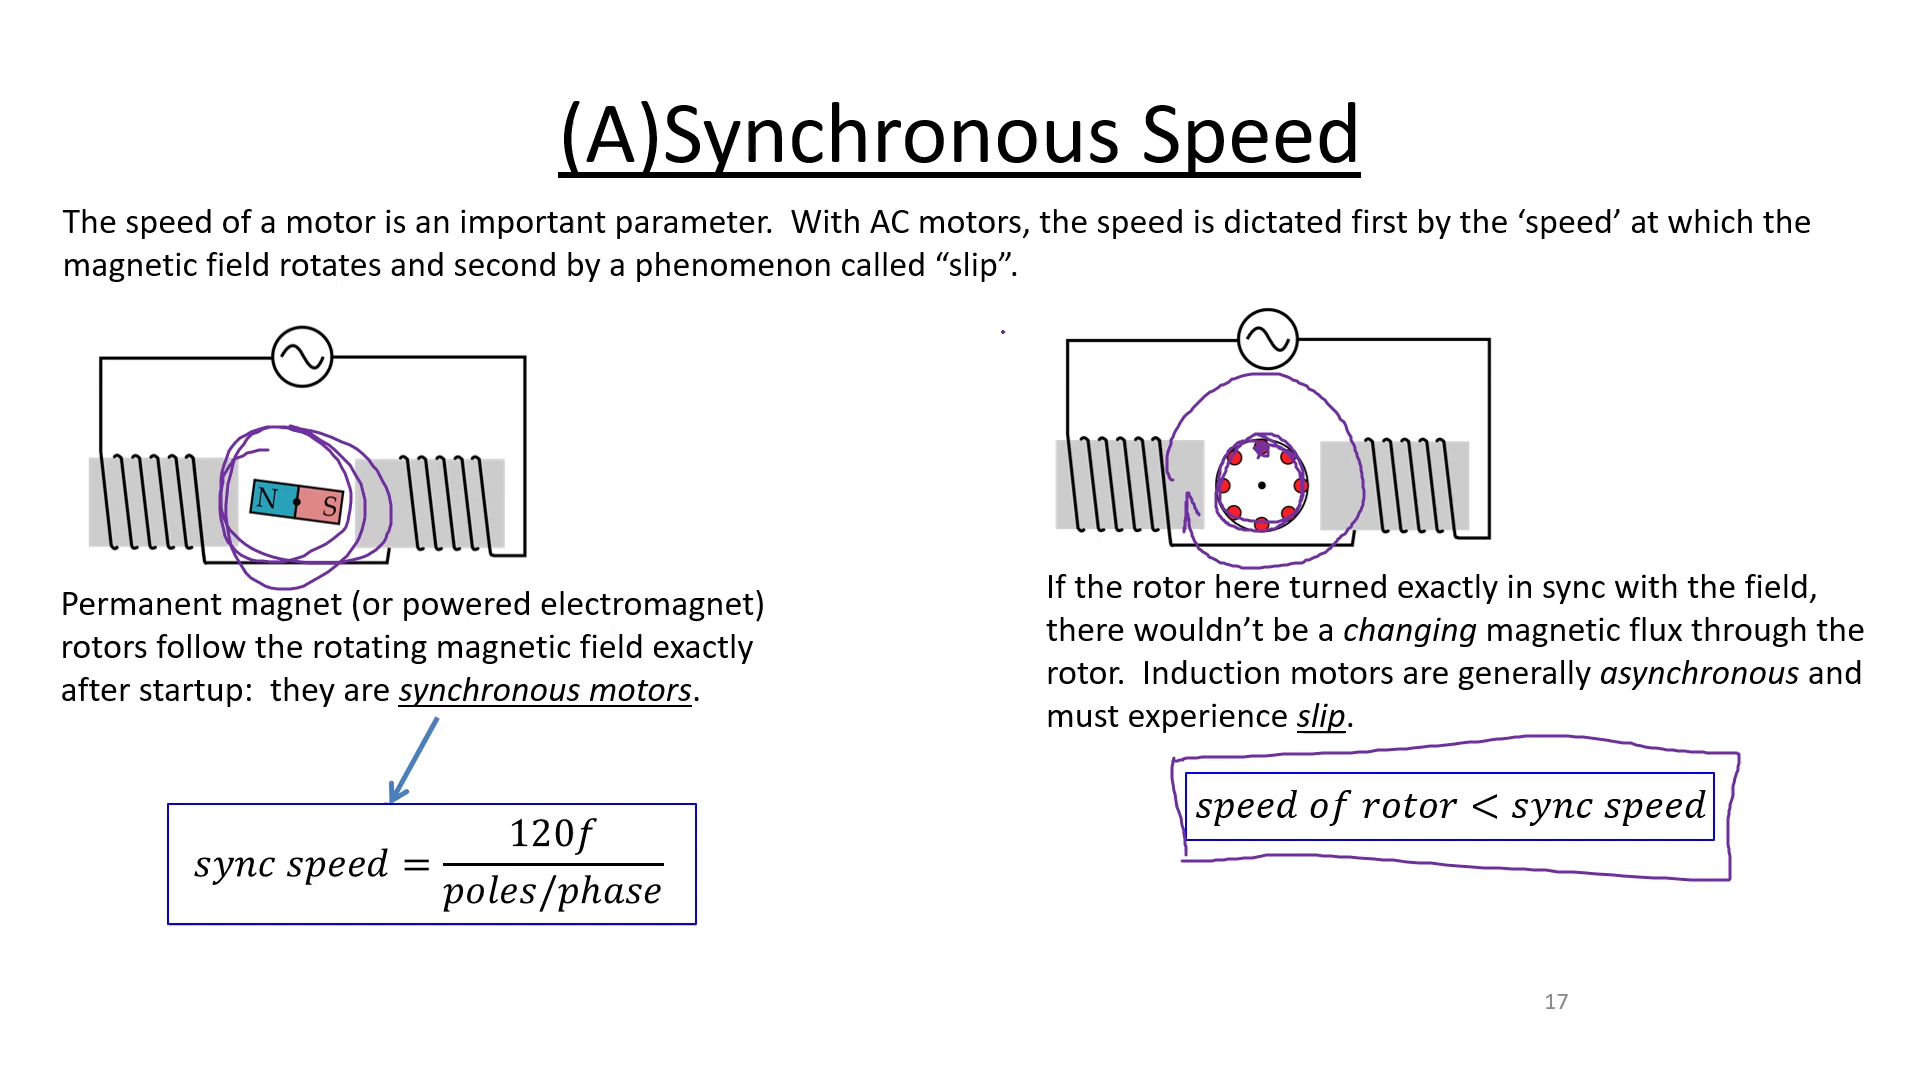 (A)Synchronous Speed
The speed of a motor is an important parameter.  With AC motors, the speed is dictated first by the ‘speed’ at which the
magnetic field rotates and second by a phenomenon called “slip”.
N S
Permanent magnet (or powered electromagnet)
rotors follow the rotating magnetic field exactly
after startup:  they are synchronous motors.
sync speed = 120f / poles/phase
If the rotor here turned exactly in sync with the field,
there wouldn’t be a changing magnetic flux through the
rotor.  Induction motors are generally asynchronous and
must experience slip.
speed of rotor < sync speed
17